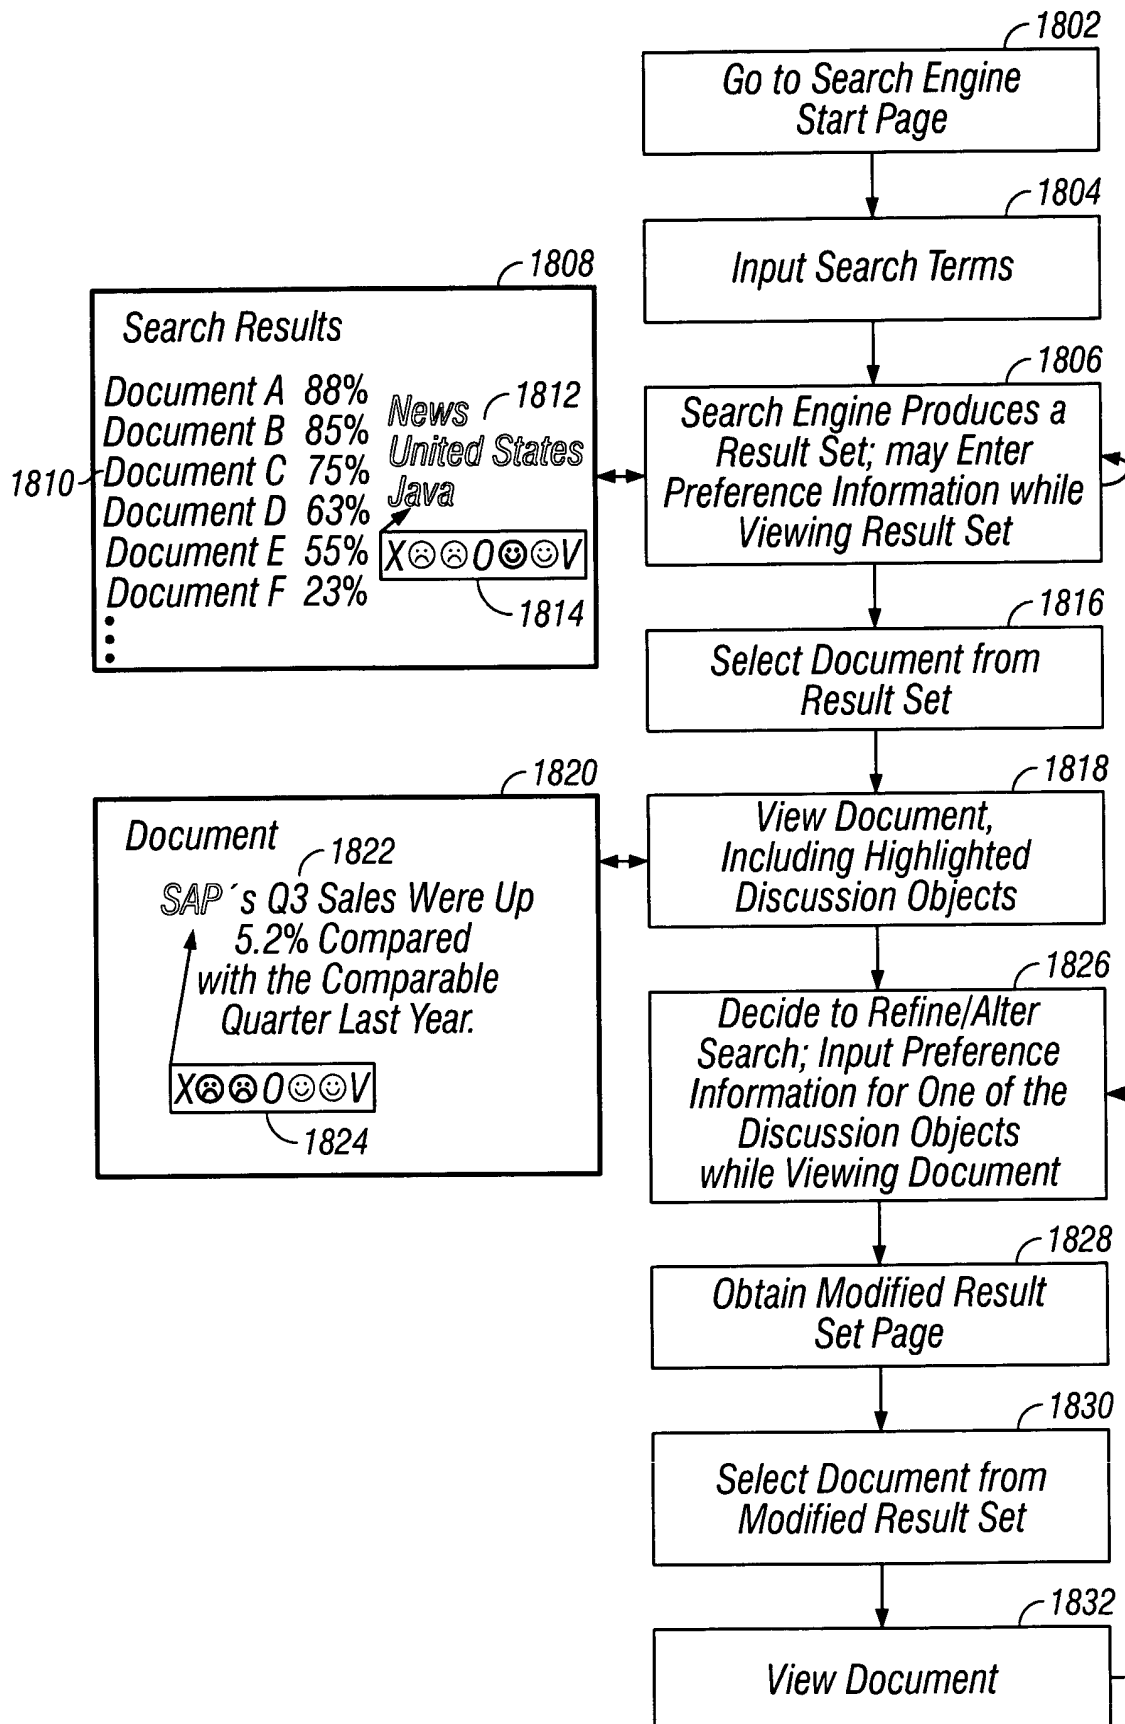 1802
Go to Search Engine
Start Page
1804
Input Search Terms
1806
Search Engine Produces a
Result Set; may Enter
Preference Information while
Viewing Result Set
1808
Search Results
Document A 88%
Document B 85%
Document C 75%
Document D 63%
Document E 55%
Document F 23%
1810
1812
News
United States
Java
X O V
1814
1816
Select Document from
Result Set
1818
View Document,
Including Highlighted
Discussion Objects
1820
Document
1822
SAP´s Q3 Sales Were Up
5.2% Compared
with the Comparable
Quarter Last Year.
X O V
1824
1826
Decide to Refine/Alter
Search; Input Preference
Information for One of the
Discussion Objects
while Viewing Document
1828
Obtain Modified Result
Set Page
1830
Select Document from
Modified Result Set
1832
View Document